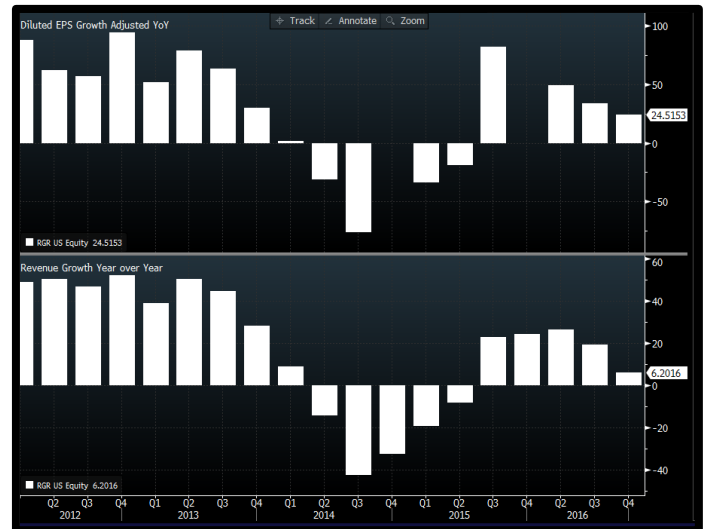 Diluted EPS Growth Adjusted YoY
Track Annotate Zoom
100
50
24.5153
0
-50
RGR US Equity 24.5153
Revenue Growth Year over Year
60
40
20
6.2016
0
-20
-40
RGR US Equity 6.2016
Q2 Q3 Q4 Q1 Q2 Q3 Q4 Q1 Q2 Q3 Q4 Q1 Q2 Q3 Q4 Q1 Q2 Q3 Q4
2012 2013 2014 2015 2016